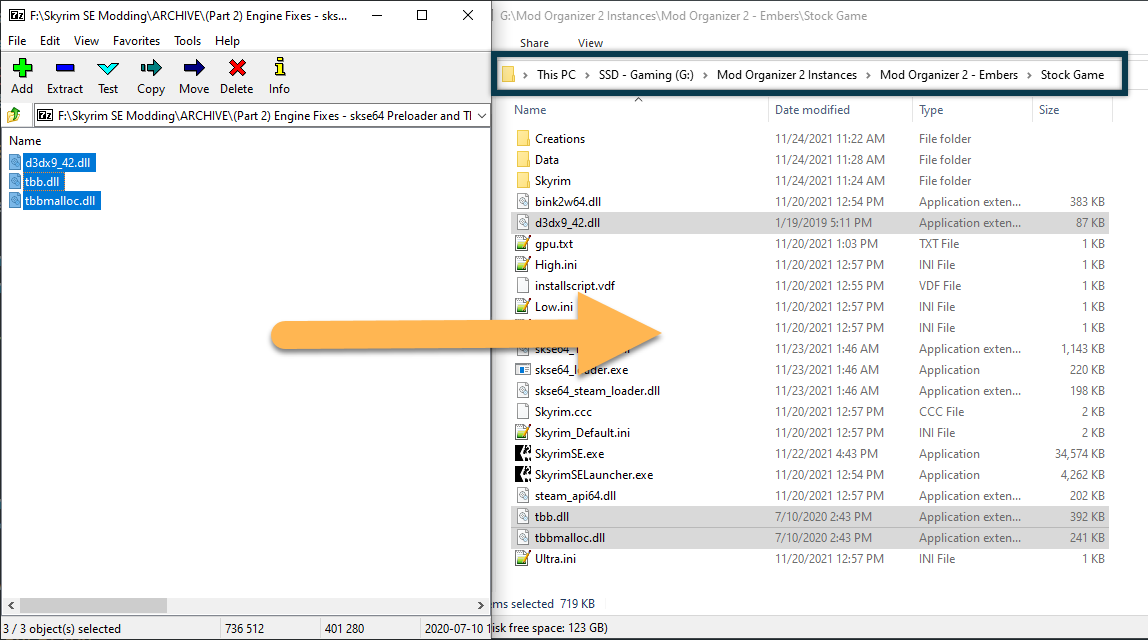 F:\Skyrim SE Modding\ARCHIVE\(Part 2) Engine Fixes - sks...
File Edit View Favorites Tools Help
Add Extract Test Copy Move Delete Info
F:\Skyrim SE Modding\ARCHIVE\(Part 2) Engine Fixes - skse64 Preloader and
Name
d3dx9_42.dll
tbb.dll
tbbmalloc.dll
3 / 3 object(s) selected 736 512 401 280 2020-07-10
G:\Mod Organizer 2 Instances\Mod Organizer 2 - Embers\Stock Game
Share View
This PC > SSD - Gaming (G:) > Mod Organizer 2 Instances > Mod Organizer 2 - Embers > Stock Game
Name Date modified Type Size
Creations 11/24/2021 11:22 AM File folder
Data 11/24/2021 11:28 AM File folder
Skyrim 11/24/2021 11:24 AM File folder
bink2w64.dll 11/20/2021 12:54 PM Application exten... 383 KB
d3dx9_42.dll 1/19/2019 5:11 PM Application exten... 87 KB
gpu.txt 11/20/2021 1:03 PM TXT File 1 KB
High.ini 11/20/2021 12:57 PM INI File 1 KB
installscript.vdf 11/20/2021 12:55 PM VDF File 1 KB
Low.ini 11/20/2021 12:57 PM INI File 1 KB
11/20/2021 12:57 PM INI File 1 KB
11/23/2021 1:46 AM Application exten... 1,143 KB
skse64_loader.exe 11/23/2021 1:46 AM Application 220 KB
skse64_steam_loader.dll 11/23/2021 1:46 AM Application exten... 198 KB
Skyrim.ccc 11/20/2021 12:57 PM CCC File 2 KB
Skyrim_Default.ini 11/20/2021 12:57 PM INI File 2 KB
SkyrimSE.exe 11/22/2021 4:43 PM Application 34,574 KB
SkyrimSELauncher.exe 11/20/2021 12:54 PM Application 4,262 KB
steam_api64.dll 11/20/2021 12:57 PM Application exten... 202 KB
tbb.dll 7/10/2020 2:43 PM Application exten... 392 KB
tbbmalloc.dll 7/10/2020 2:43 PM Application exten... 241 KB
Ultra.ini 11/20/2021 12:57 PM INI File 1 KB
selected 719 KB
free space: 123 GB)